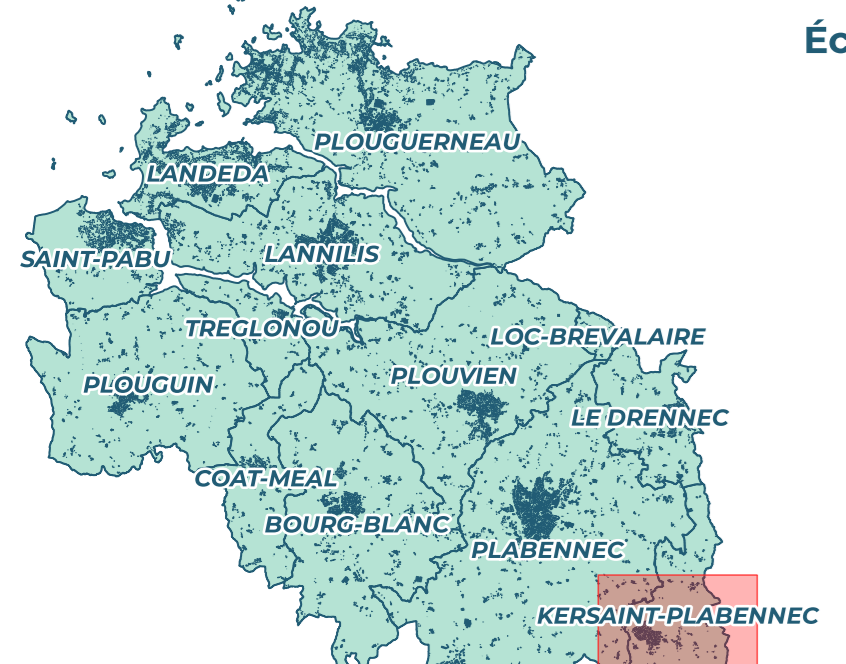 Éc
PLOUGUERNEAU
LANDEDA
LANNILIS
SAINT-PABU
TREGLONOU
LOC-BREVALAIRE
PLOUVIEN
PLOUGUIN
LE DRENNEC
COAT-MEAL
BOURG-BLANC
PLABENNEC
KERSAINT-PLABENNEC